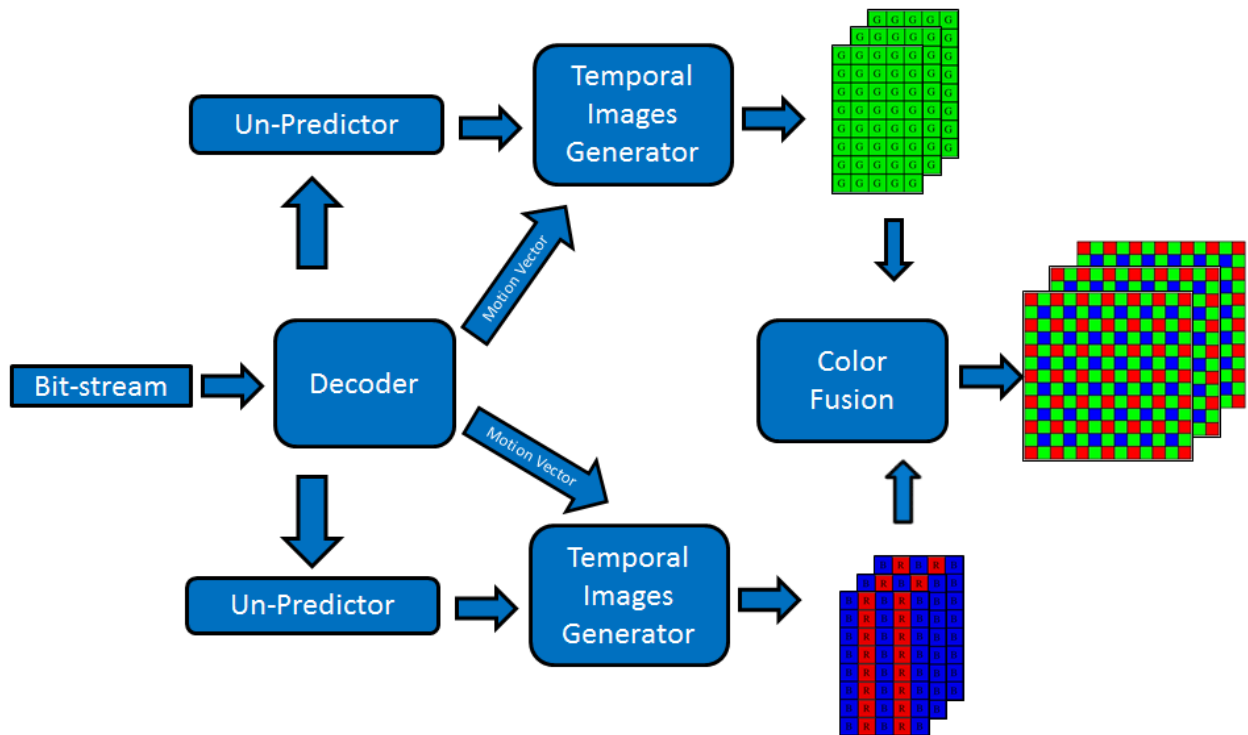 G G G G G
G G G G G G
G G G G G G G
G G G G G G G
G G G G G G G
G G G G G G G
G G G G G G G
G G G G G G G
G G G G G G
G G G G G
Temporal
Images
Generator
Un-Predictor
Motion Vector
Bit-stream
Decoder
Color
Fusion
Motion Vector
Un-Predictor
Temporal
Images
Generator
B R B R B
B R B R B B
B R B R B B B
B R B R B B B
B R B R B B B
B R B R B B B
B R B R B B B
B R B R B B B
B R B R B B
B R B R B